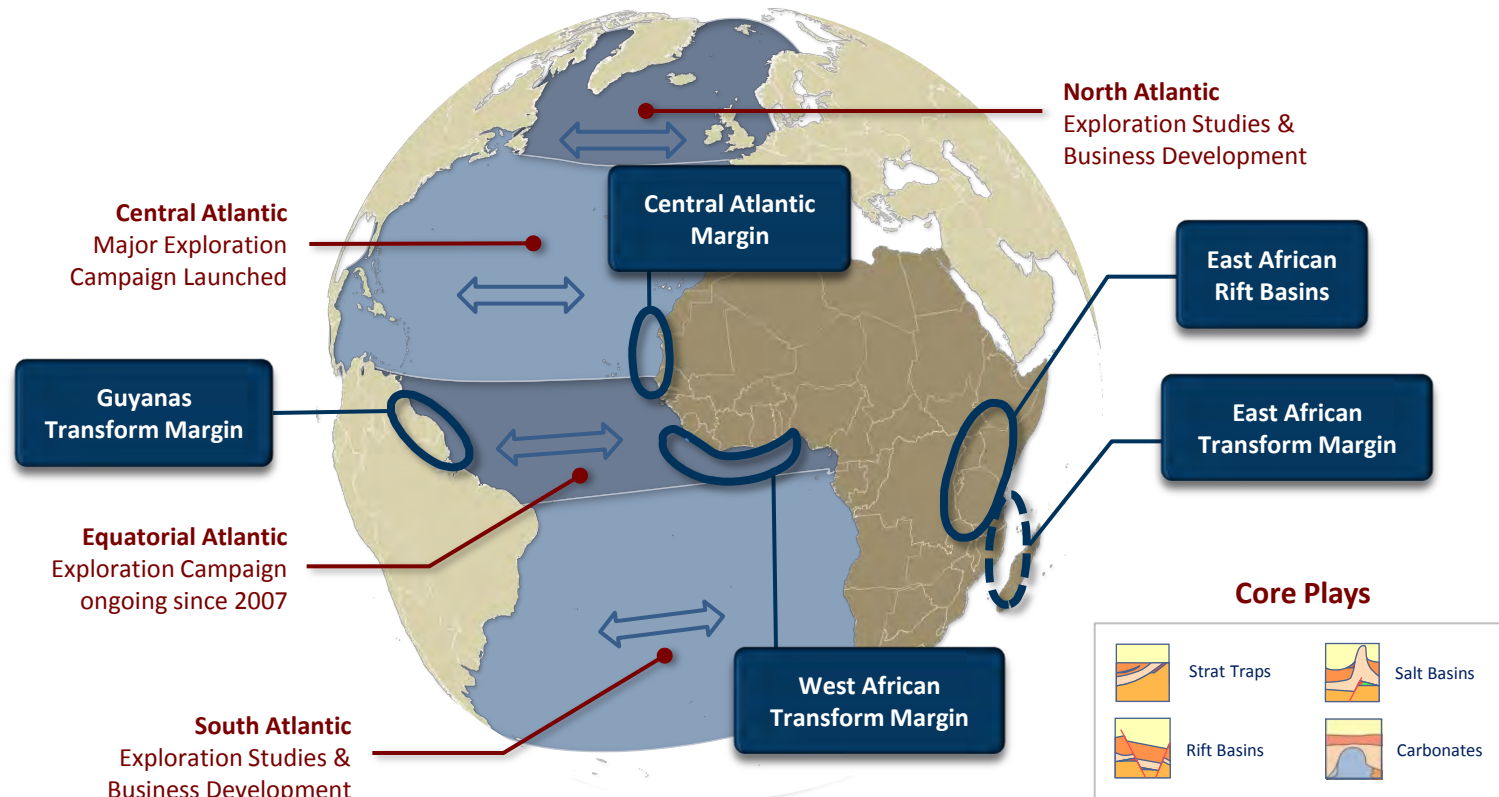 North Atlantic
Exploration Studies &
Business Development
Central Atlantic
Margin
Central Atlantic
Major Exploration
Campaign Launched
East African
Rift Basins
Guyanas
Transform Margin
East African
Transform Margin
Equatorial Atlantic
Exploration Campaign
ongoing since 2007
West African
Transform Margin
South Atlantic
Exploration Studies &
Business Development
Core Plays
Strat Traps
Salt Basins
Rift Basins
Carbonates